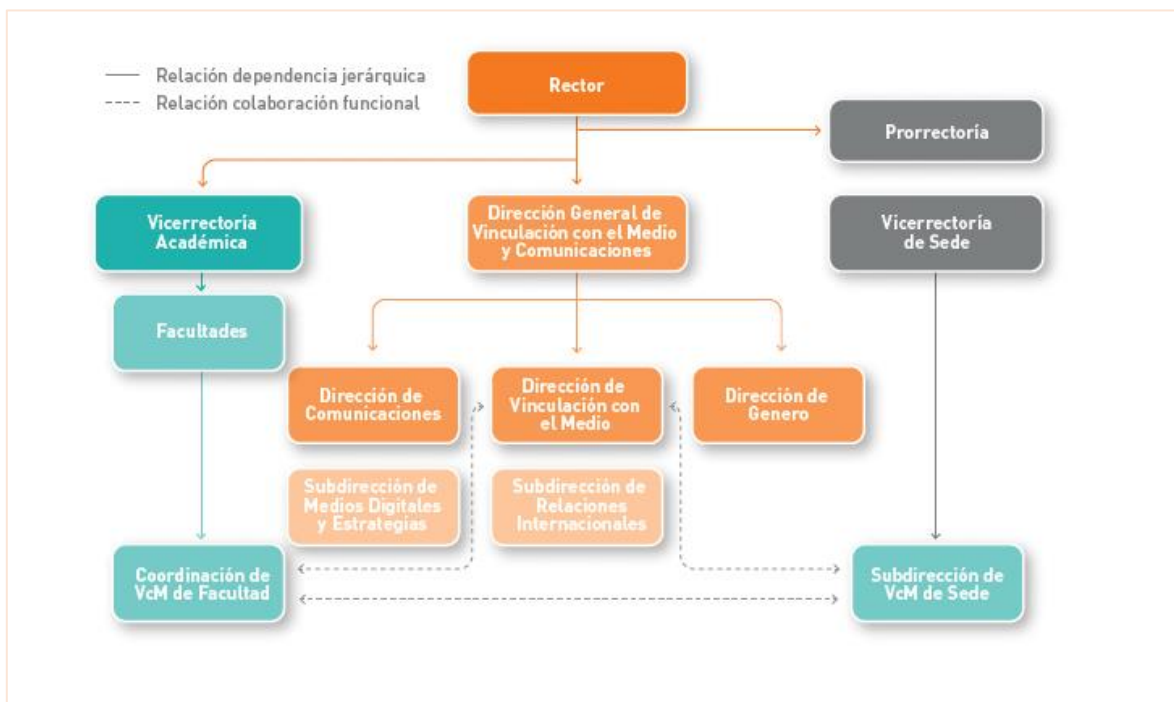 Relación dependencia jerárquica
Relación colaboración funcional
Rector
Prorrectoría
Vicerrectoría
Académica
Dirección General de
Vinculación con el Medio
y Comunicaciones
Vicerrectoría
de Sede
Facultades
Dirección de
Comunicaciones
Dirección de
Vinculación con
el Medio
Dirección de
Genero
Subdirección de
Medios Digitales
y Estrategias
Subdirección de
Relaciones
Internacionales
Coordinación de
VcM de Facultad
Subdirección de
VcM de Sede